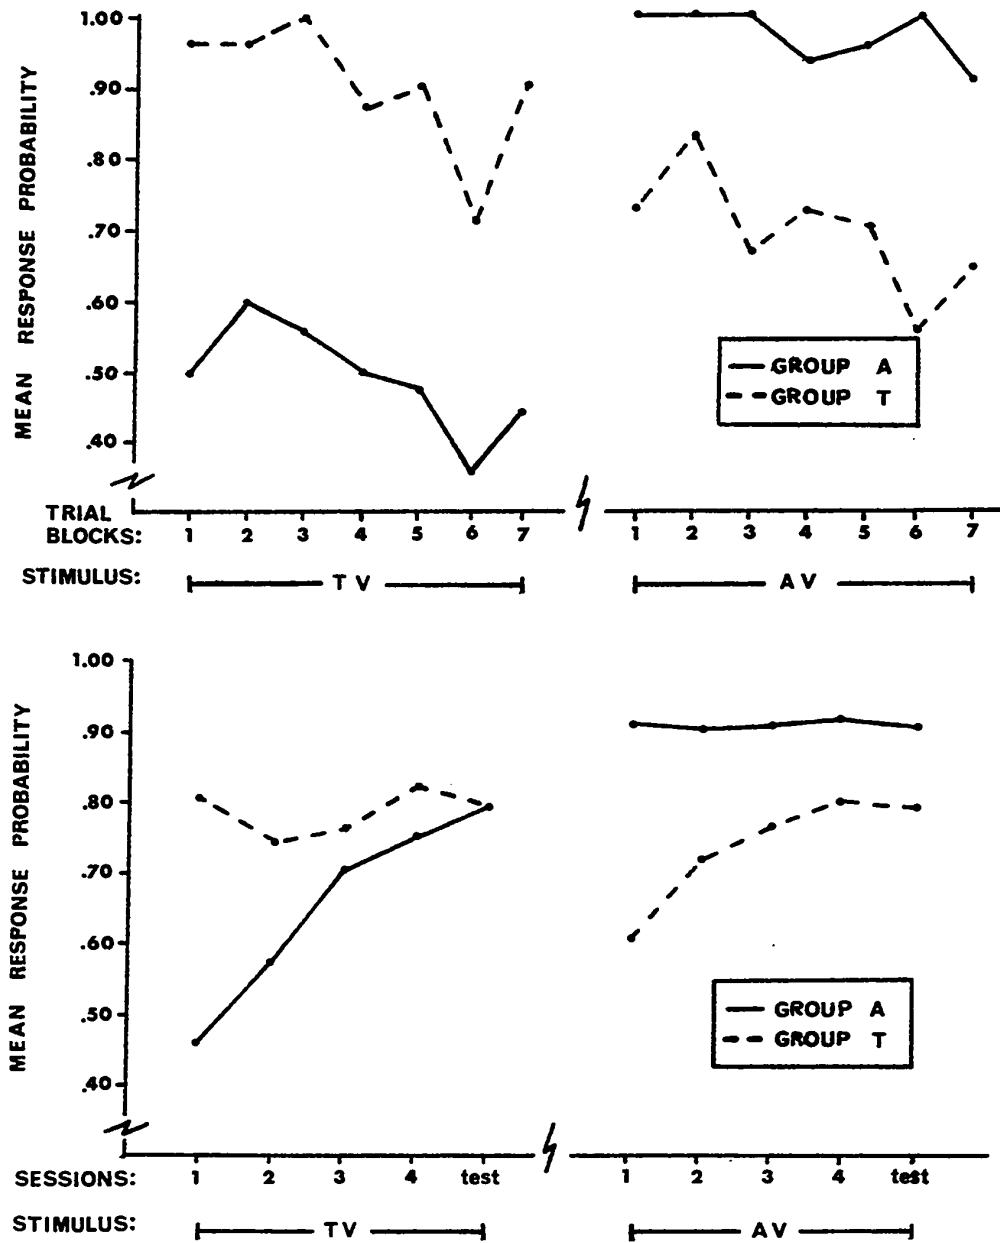 MEAN RESPONSE PROBABILITY
1.00
.90
.80
.70
.60
.50
.40
GROUP A
GROUP T
TRIAL
BLOCKS: 1 2 3 4 5 6 7 1 2 3 4 5 6 7
STIMULUS: TV AV
MEAN RESPONSE PROBABILITY
1.00
.90
.80
.70
.60
.50
.40
GROUP A
GROUP T
SESSIONS: 1 2 3 4 test 1 2 3 4 test
STIMULUS: TV AV